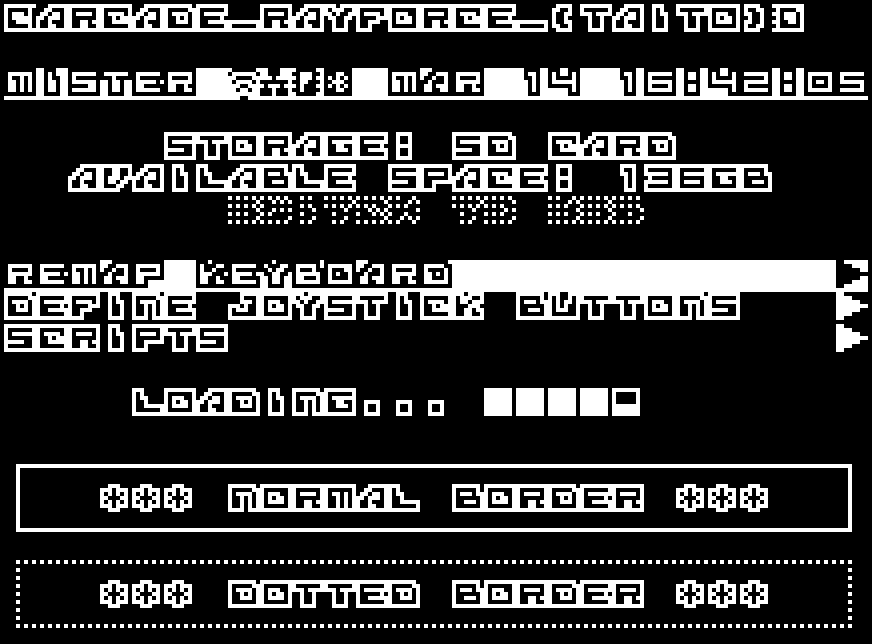 CARCADE_RAYFORCE_(TAITO)D
MISTER MAR 14 16:42:05
STORAGE: SD CARD
AVAILABLE SPACE: 136GB
REMAP KEYBOARD
DEFINE JOYSTICK BUTTONS
SCRIPTS
LOADING...
*** NORMAL BORDER ***
*** DOTTED BORDER ***